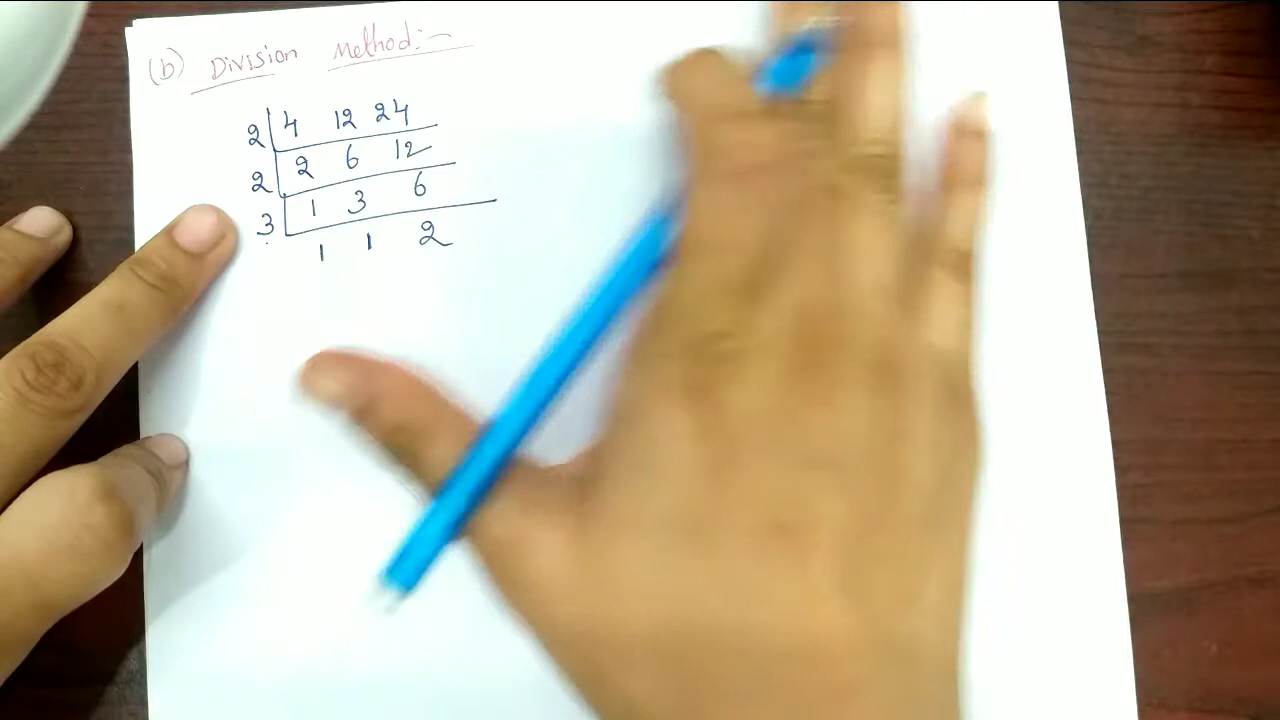 (b) Division Method:-
2 | 4 12 24
2 | 2 6 12
3 | 1 3 6
1 1 2